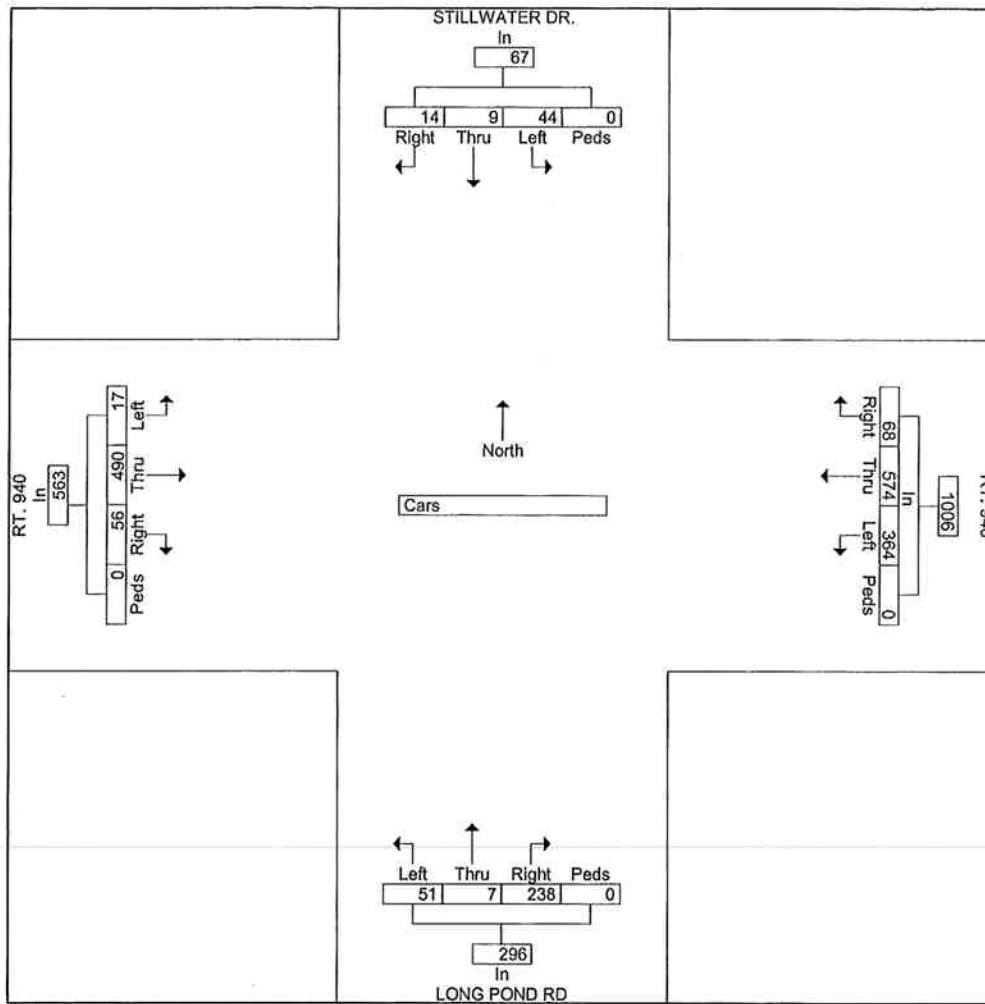 STILLWATER DR.
In
67
14 9 44 0
Right Thru Left Peds
RT. 940
In
563
17 490 56 0
Left Thru Right Peds
North
Cars
Right Thru Left Peds
68 574 364 0
In
1006
Left Thru Right Peds
51 7 238 0
296
In
LONG POND RD